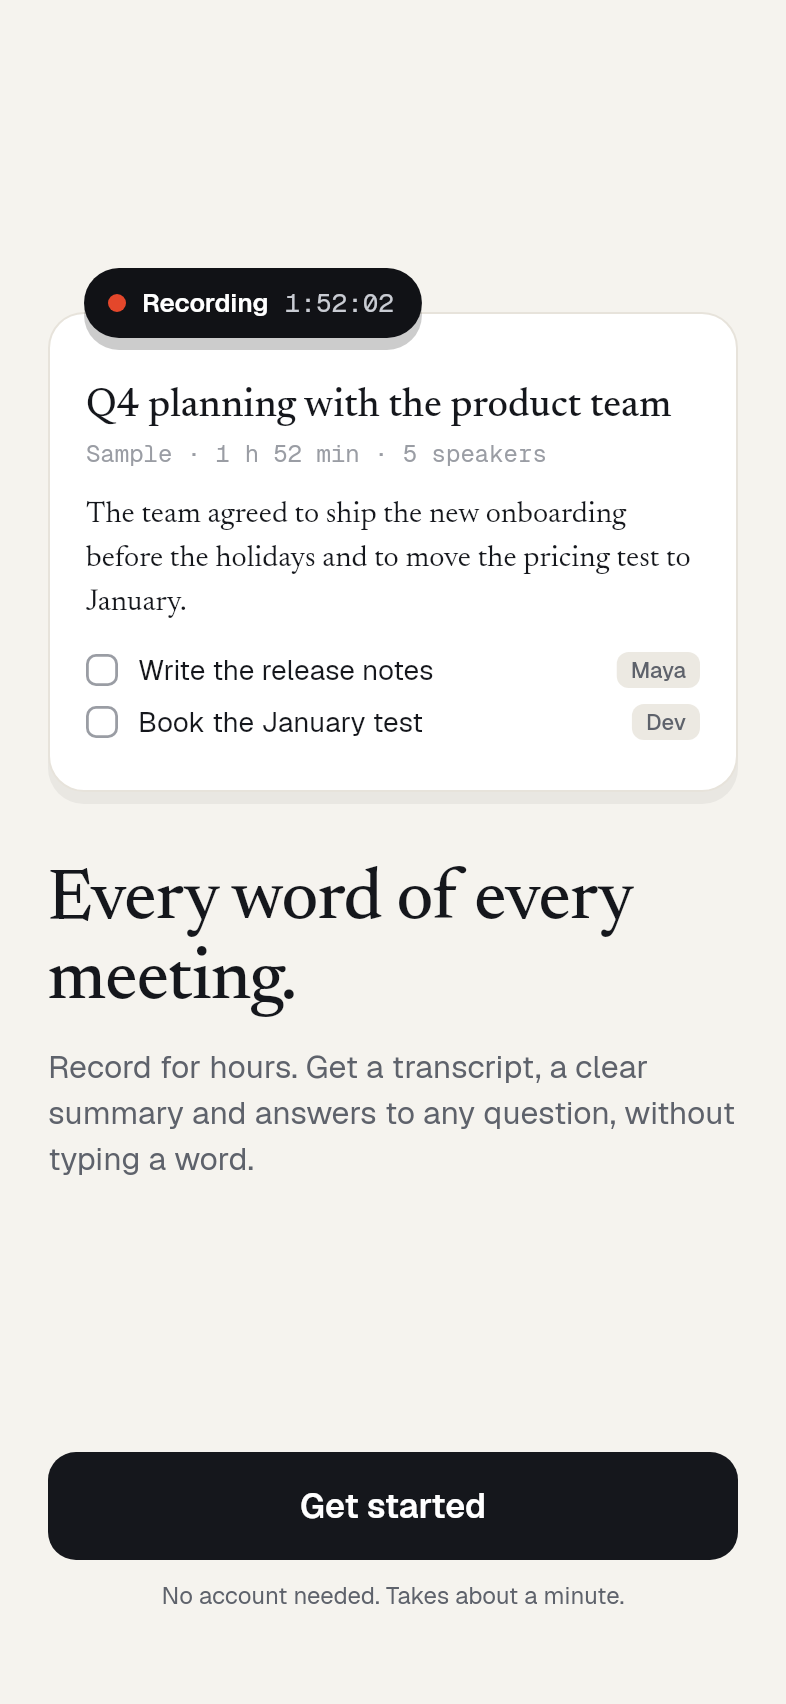 Recording 1:52:02
Q4 planning with the product team
Sample · 1 h 52 min · 5 speakers
The team agreed to ship the new onboarding
before the holidays and to move the pricing test to
January.
Write the release notes Maya
Book the January test Dev
Every word of every
meeting.
Record for hours. Get a transcript, a clear
summary and answers to any question, without
typing a word.
Get started
No account needed. Takes about a minute.